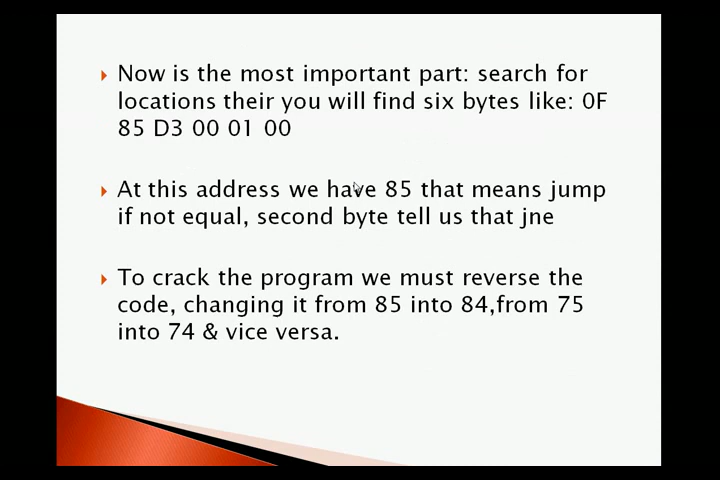 Now is the most important part: search for
locations their you will find six bytes like: 0F
85 D3 00 01 00
At this address we have 85 that means jump
if not equal, second byte tell us that jne
To crack the program we must reverse the
code, changing it from 85 into 84,from 75
into 74 & vice versa.